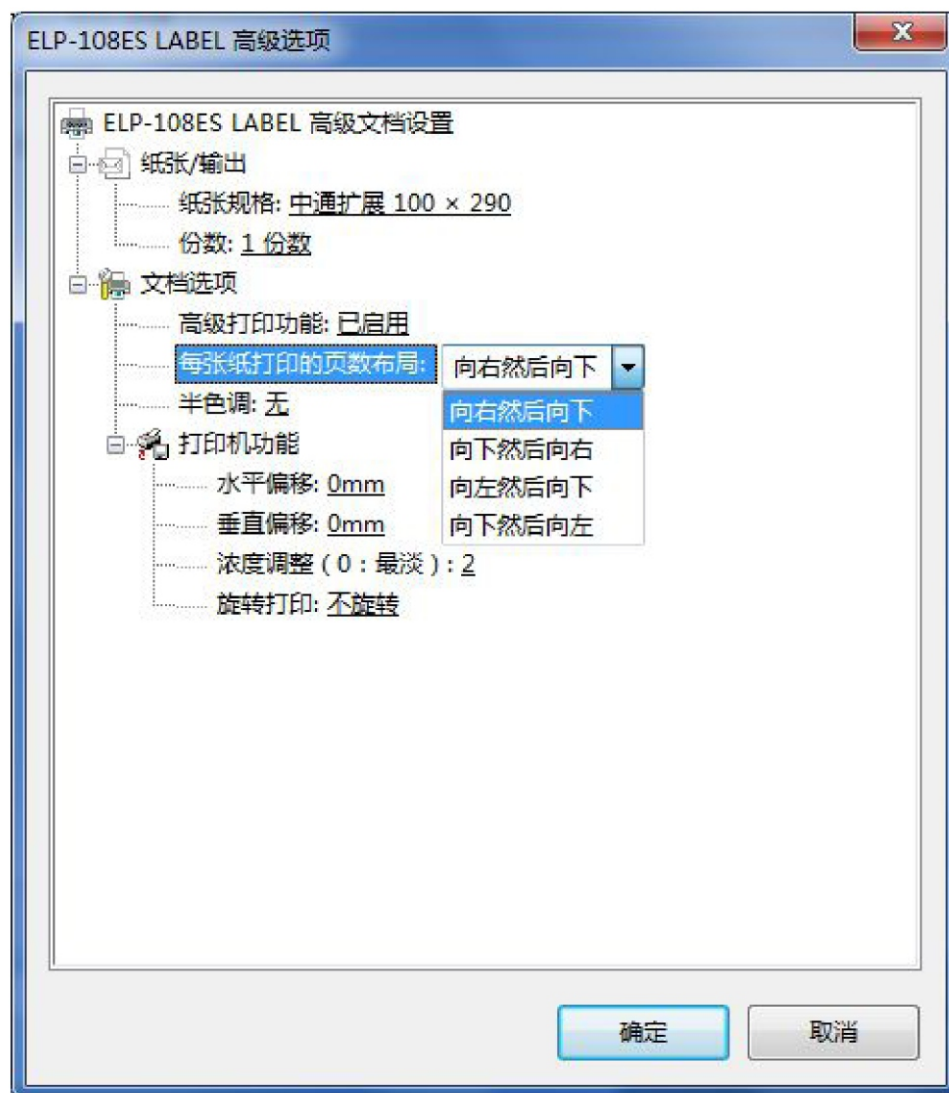 ELP-108ES LABEL 高级选项
ELP-108ES LABEL 高级文档设置
纸张/输出
纸张规格: 中通扩展 100 × 290
份数: 1 份数
文档选项
高级打印功能: 已启用
每张纸打印的页数布局: 向右然后向下
半色调: 无
向右然后向下
向下然后向右
向左然后向下
向下然后向左
打印机功能
水平偏移: 0mm
垂直偏移: 0mm
浓度调整 ( 0 : 最淡 ) : 2
旋转打印: 不旋转
确定
取消